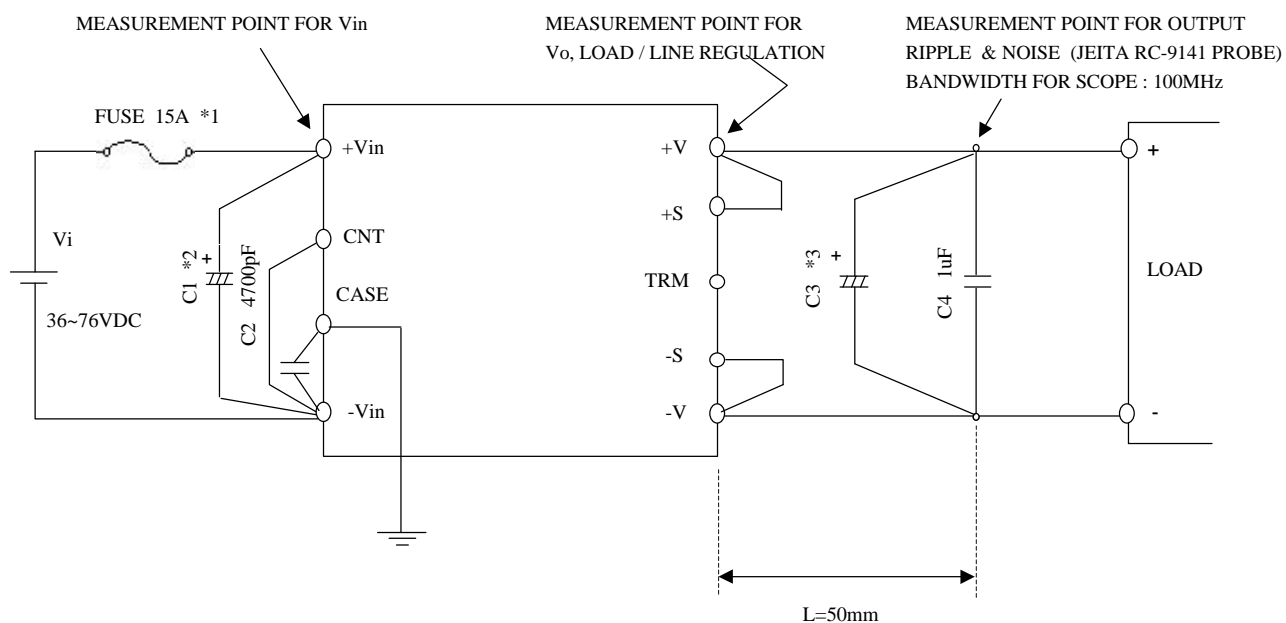 MEASUREMENT POINT FOR Vin
MEASUREMENT POINT FOR
Vo, LOAD / LINE REGULATION
MEASUREMENT POINT FOR OUTPUT
RIPPLE & NOISE (JEITA RC-9141 PROBE)
BANDWIDTH FOR SCOPE : 100MHz
FUSE 15A *1
+Vin
+V
+
+S
Vi
CNT
C1 *2
+
C2 4700pF
C3 *3
+
C4 1uF
TRM
LOAD
CASE
36~76VDC
-S
-Vin
-V
-
L=50mm